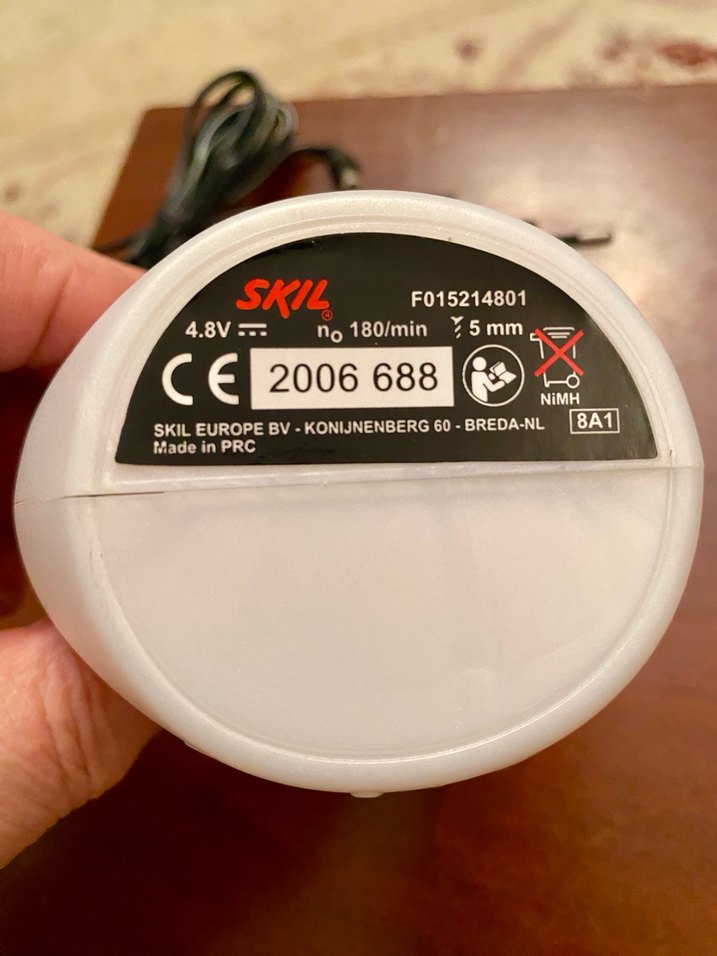 SKIL®
F015214801
4.8V
n₀ 180/min
5 mm
CE
2006 688
NiMH
8A1
SKIL EUROPE BV - KONIJNENBERG 60 - BREDA-NL
Made in PRC